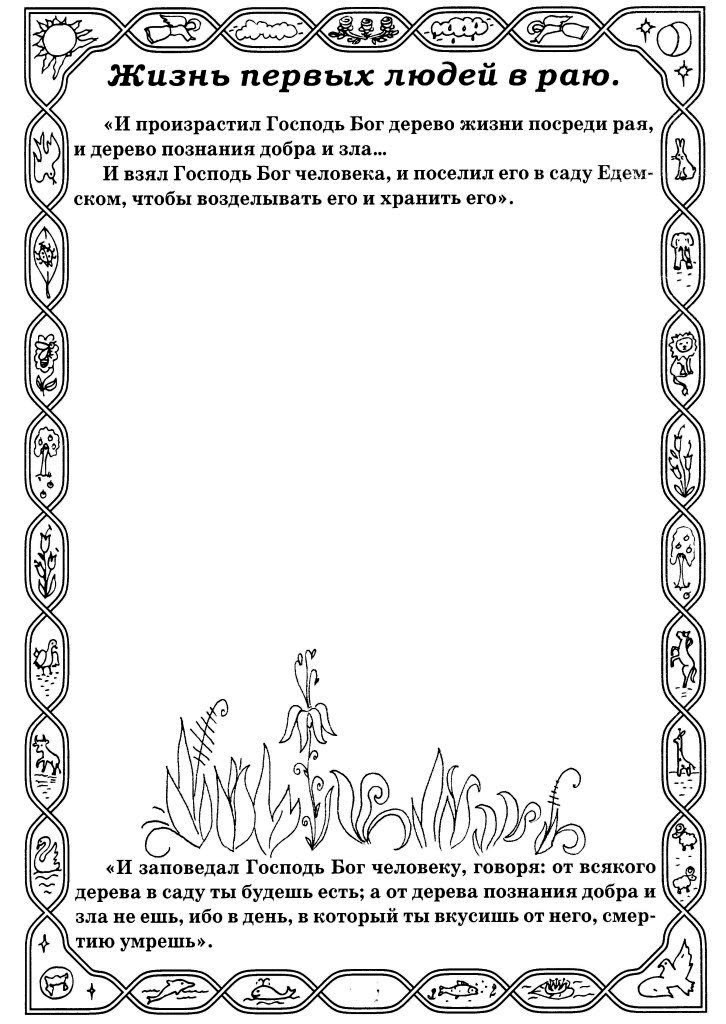 Жизнь первых людей в раю.
«И произрастил Господь Бог дерево жизни посреди рая,
и дерево познания добра и зла...
И взял Господь Бог человека, и поселил его в саду Едем-
ском, чтобы возделывать его и хранить его».
«И заповедал Господь Бог человеку, говоря: от всякого
дерева в саду ты будешь есть; а от дерева познания добра и
зла не ешь, ибо в день, в который ты вкусишь от него, смер-
тию умрешь».